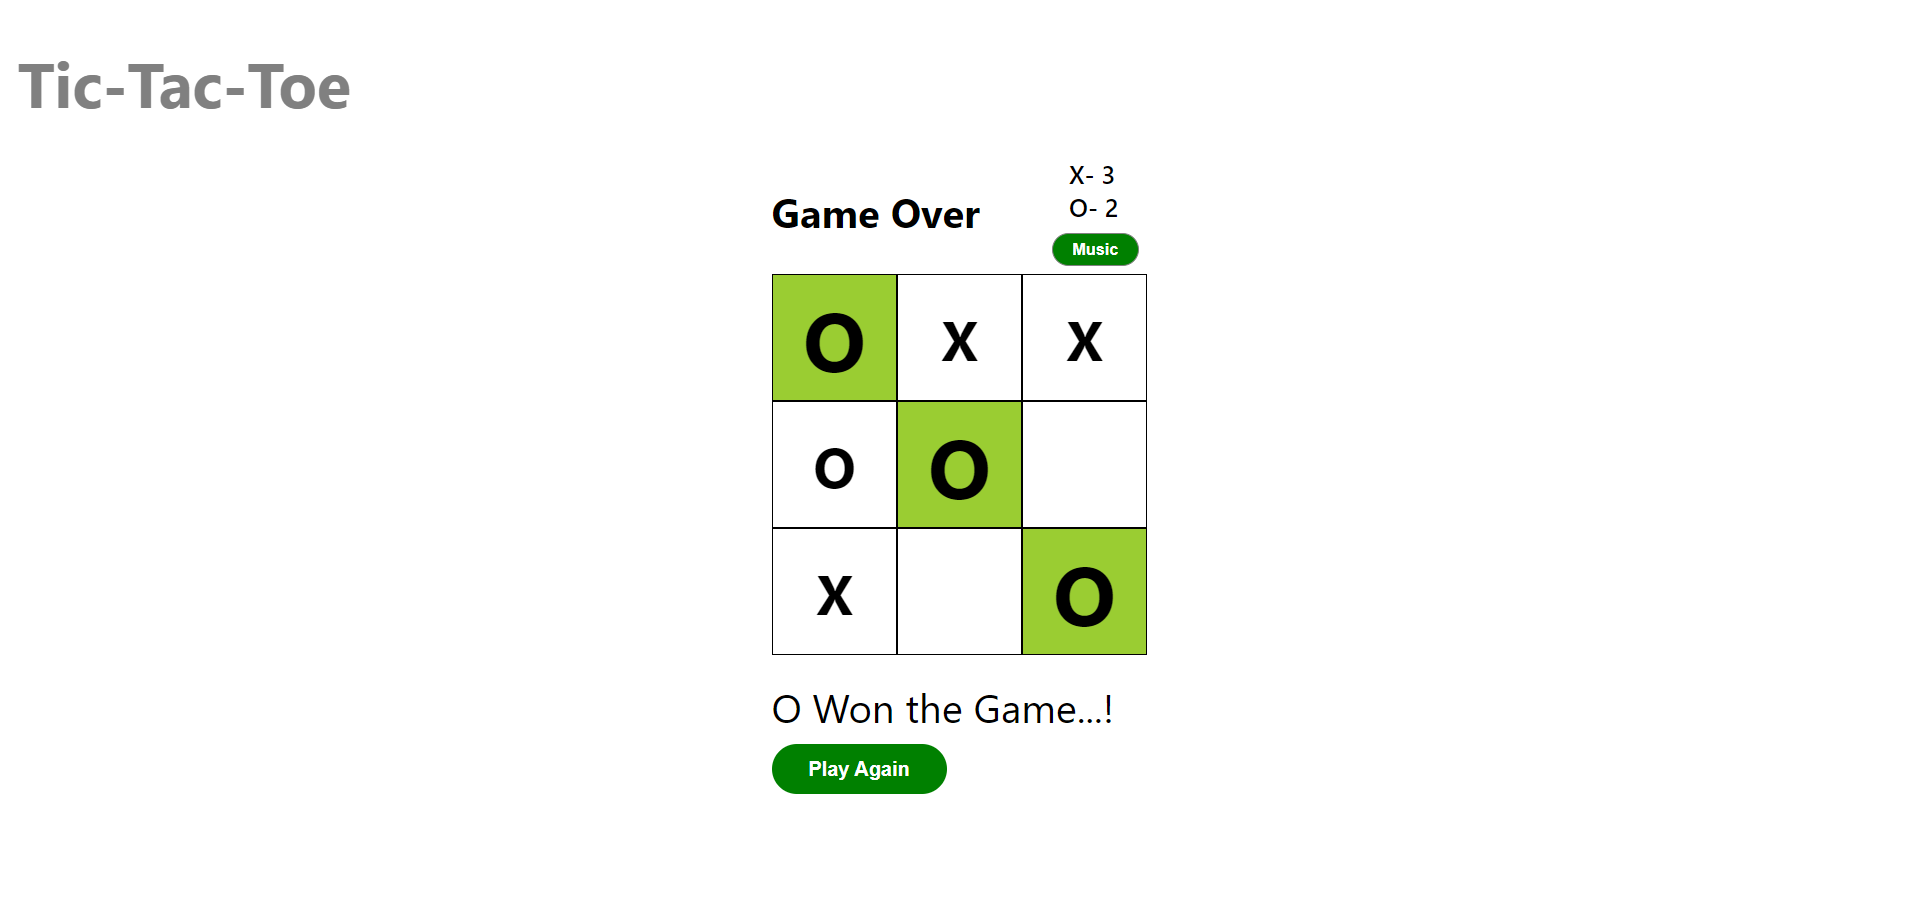 Tic-Tac-Toe
X- 3
O- 2
Game Over
Music
O X X
O O
X O
O Won the Game...!
Play Again